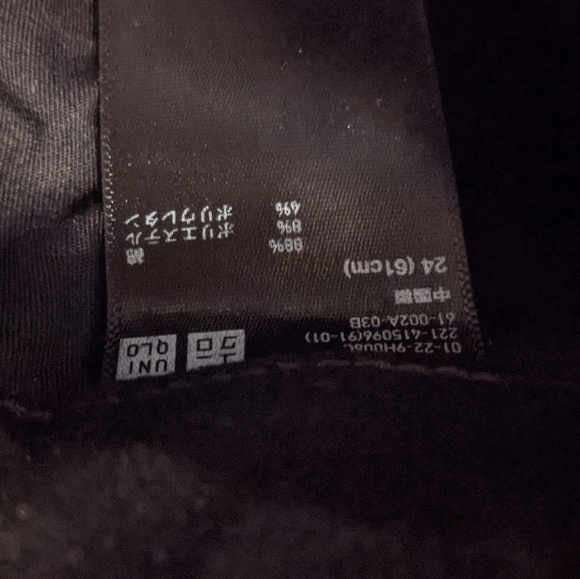 ユニ
クロ
UNI
QLO
221-415096(91-01)
61-002A-03B
中国製
24 (61cm)
88% 綿
8% ポリエステル
4% ポリウレタン